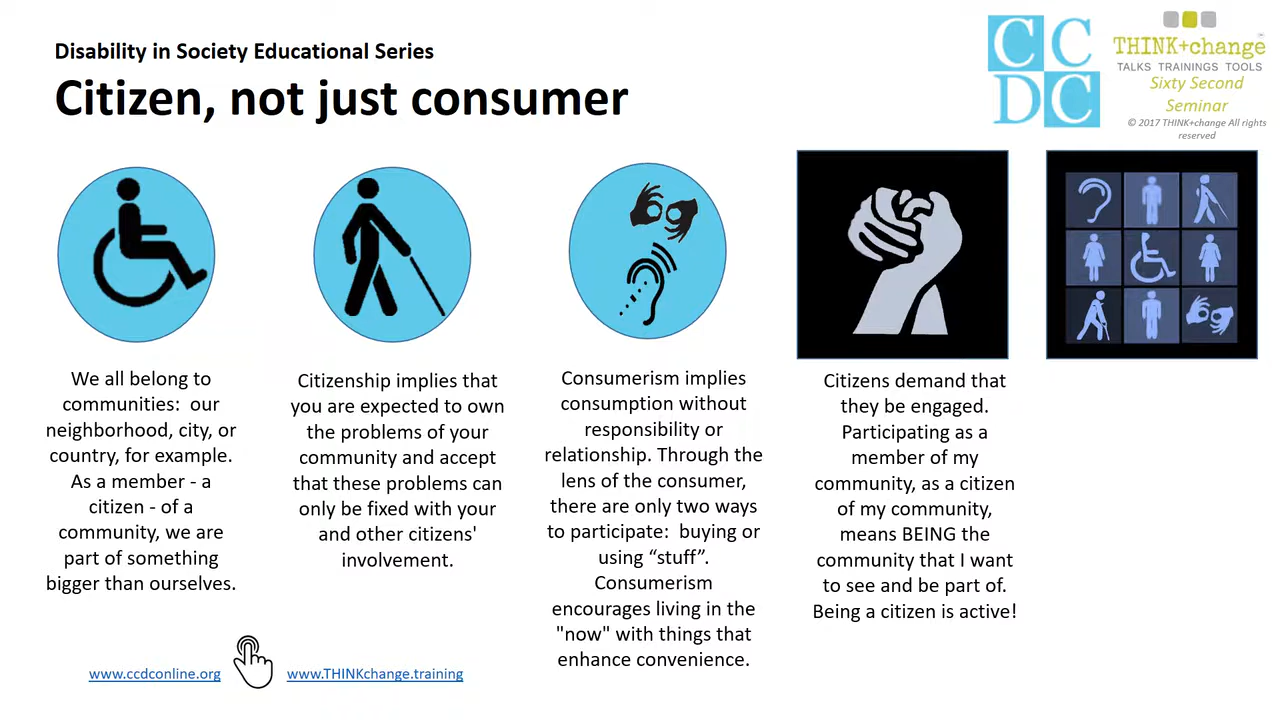 Disability in Society Educational Series
Citizen, not just consumer
C C
D C
THINK+change
TALKS TRAININGS TOOLS
Sixty Second
Seminar
© 2017 THINK+change All rights
reserved
We all belong to
communities:  our
neighborhood, city, or
country, for example.
As a member - a
citizen - of a
community, we are
part of something
bigger than ourselves.
Citizenship implies that
you are expected to own
the problems of your
community and accept
that these problems can
only be fixed with your
and other citizens'
involvement.
Consumerism implies
consumption without
responsibility or
relationship. Through the
lens of the consumer,
there are only two ways
to participate:  buying or
using “stuff”.
Consumerism
encourages living in the
"now" with things that
enhance convenience.
Citizens demand that
they be engaged.
Participating as a
member of my
community, as a citizen
of my community,
means BEING the
community that I want
to see and be part of.
Being a citizen is active!
www.ccdconline.org
www.THINKchange.training